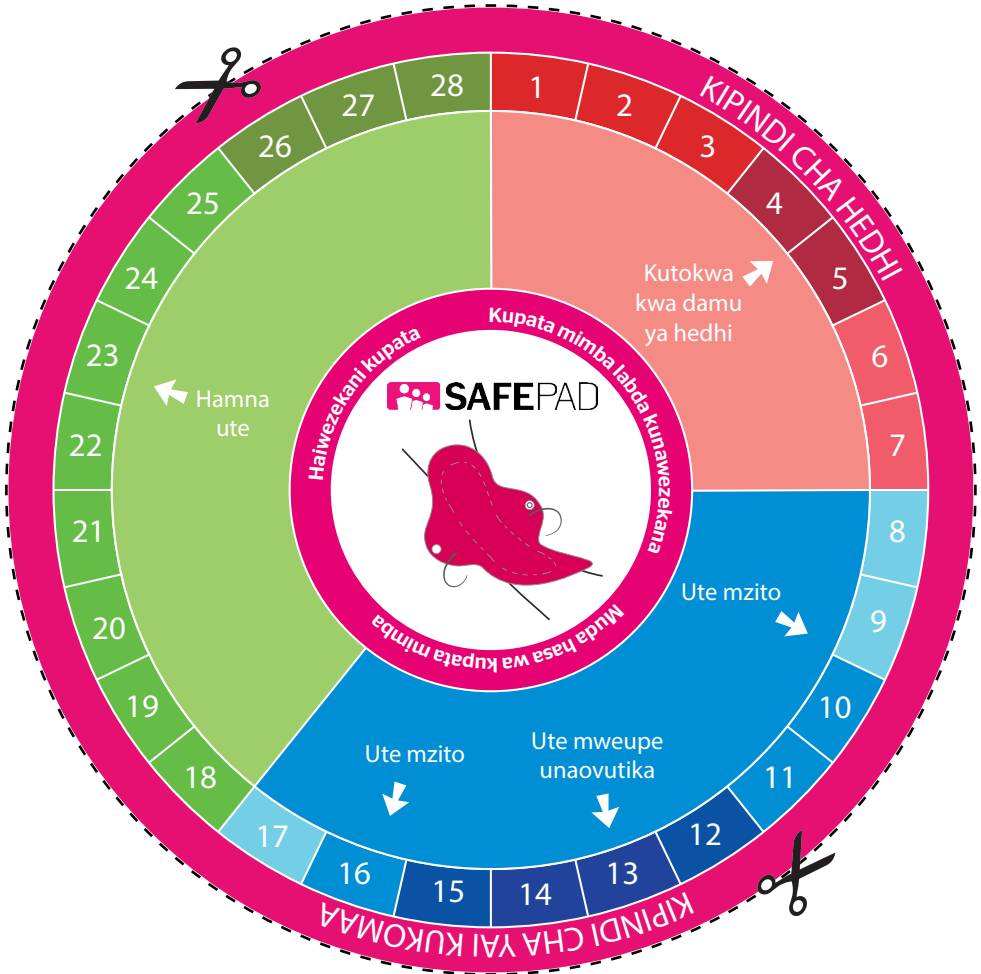 KIPINDI CHA HEDHI
1
2
3
4
5
6
7
8
9
10
11
12
13
14
15
16
17
18
19
20
21
22
23
24
25
26
27
28
Kutokwa
kwa damu
ya hedhi
Ute mzito
Ute mweupe
unaovutika
Ute mzito
Hamna
ute
Kupata mimba labda kunawezekana
Muda hasa wa kupata mimba
Haiwezekani kupata
SAFEPAD
KIPINDI CHA YAI KUKOMAA